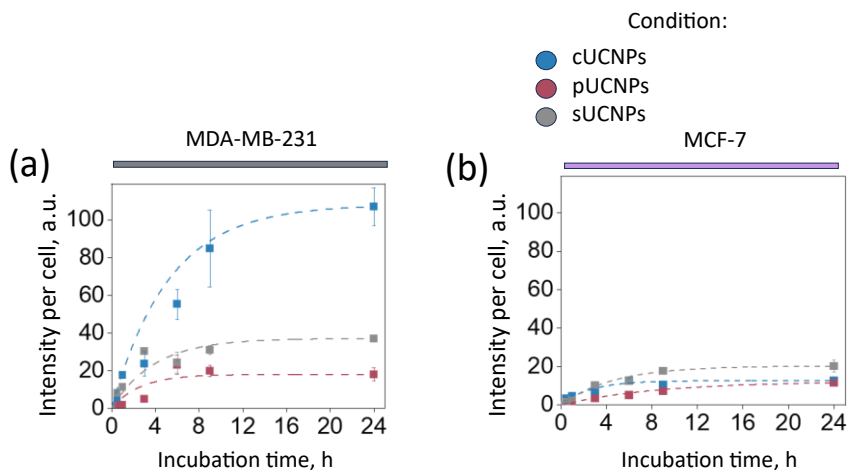 Condition:
cUCNPs
pUCNPs
sUCNPs
MDA-MB-231
MCF-7
(a)
(b)
Intensity per cell, a.u.
100
80
60
40
20
0
0 4 8 12 16 20 24
Incubation time, h
Intensity per cell, a.u.
100
80
60
40
20
0
0 4 8 12 16 20 24
Incubation time, h